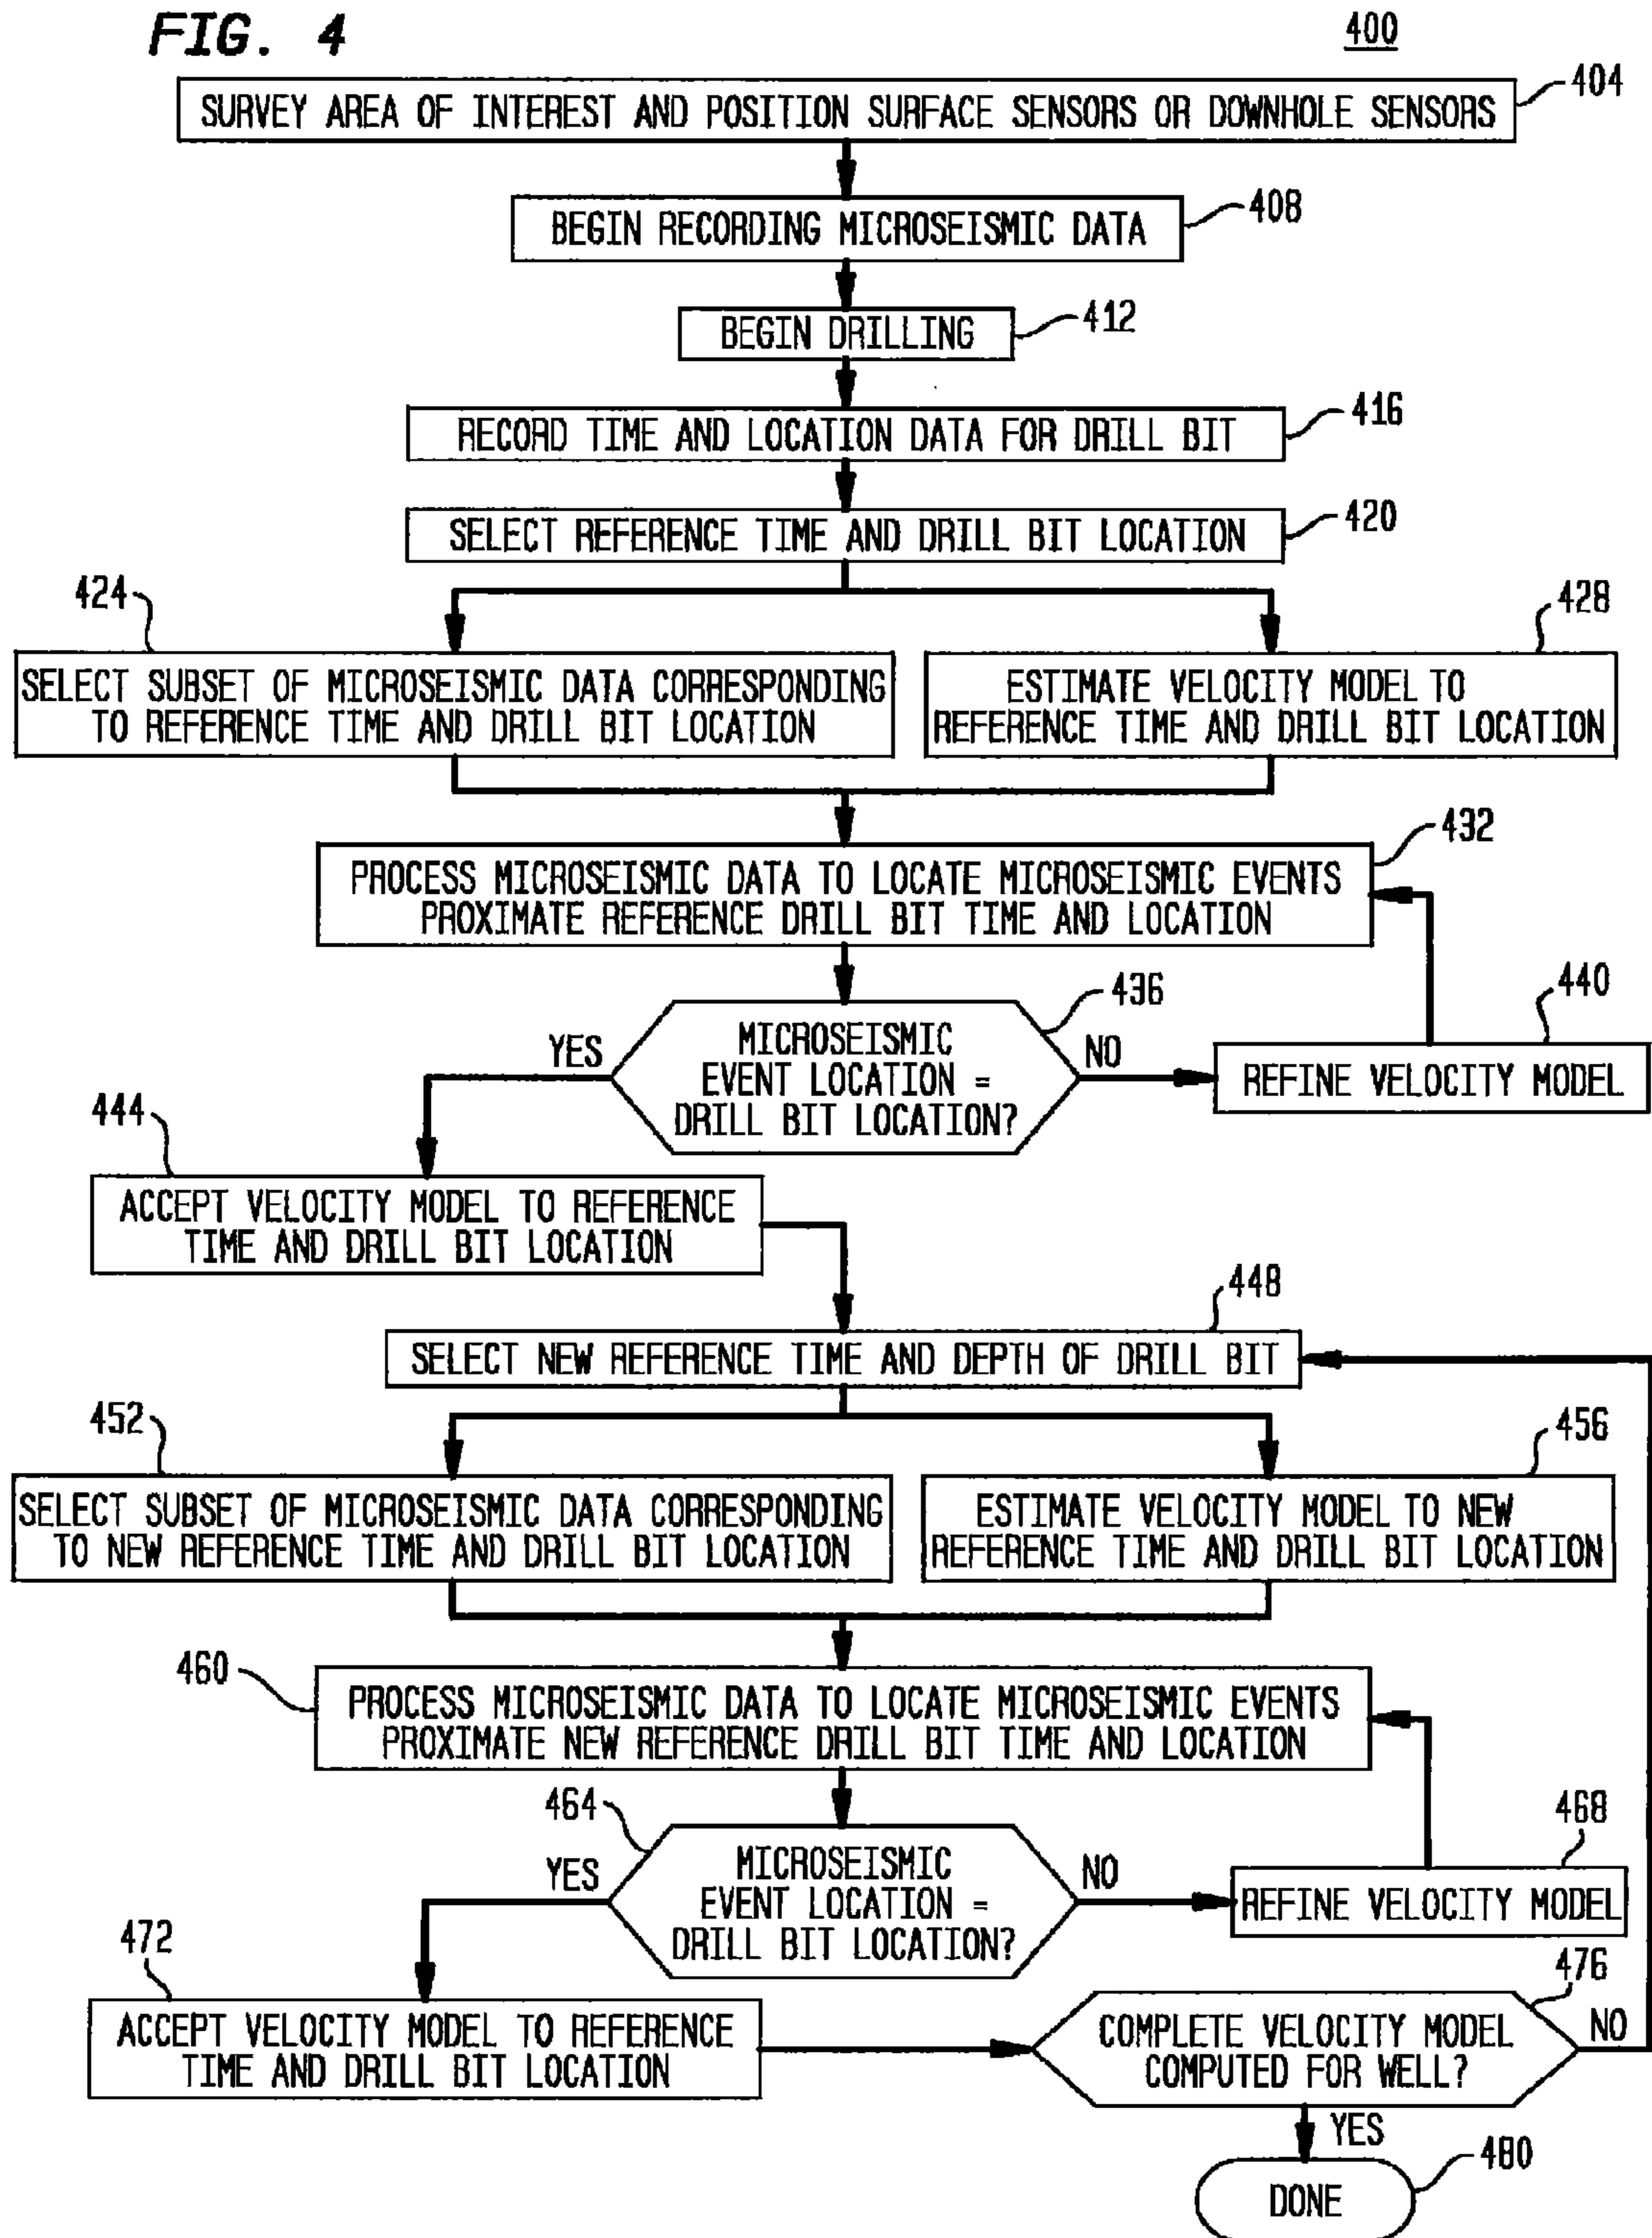 FIG. 4
400
SURVEY AREA OF INTEREST AND POSITION SURFACE SENSORS OR DOWNHOLE SENSORS
404
BEGIN RECORDING MICROSEISMIC DATA
408
BEGIN DRILLING
412
RECORD TIME AND LOCATION DATA FOR DRILL BIT
416
SELECT REFERENCE TIME AND DRILL BIT LOCATION
420
424
SELECT SUBSET OF MICROSEISMIC DATA CORRESPONDING
TO REFERENCE TIME AND DRILL BIT LOCATION
428
ESTIMATE VELOCITY MODEL TO
REFERENCE TIME AND DRILL BIT LOCATION
432
PROCESS MICROSEISMIC DATA TO LOCATE MICROSEISMIC EVENTS
PROXIMATE REFERENCE DRILL BIT TIME AND LOCATION
436
MICROSEISMIC
EVENT LOCATION =
DRILL BIT LOCATION?
YES
NO
440
REFINE VELOCITY MODEL
444
ACCEPT VELOCITY MODEL TO REFERENCE
TIME AND DRILL BIT LOCATION
448
SELECT NEW REFERENCE TIME AND DEPTH OF DRILL BIT
452
SELECT SUBSET OF MICROSEISMIC DATA CORRESPONDING
TO NEW REFERENCE TIME AND DRILL BIT LOCATION
456
ESTIMATE VELOCITY MODEL TO NEW
REFERENCE TIME AND DRILL BIT LOCATION
460
PROCESS MICROSEISMIC DATA TO LOCATE MICROSEISMIC EVENTS
PROXIMATE NEW REFERENCE DRILL BIT TIME AND LOCATION
464
MICROSEISMIC
EVENT LOCATION =
DRILL BIT LOCATION?
YES
NO
468
REFINE VELOCITY MODEL
472
ACCEPT VELOCITY MODEL TO REFERENCE
TIME AND DRILL BIT LOCATION
476
COMPLETE VELOCITY MODEL
COMPUTED FOR WELL?
NO
YES
480
DONE